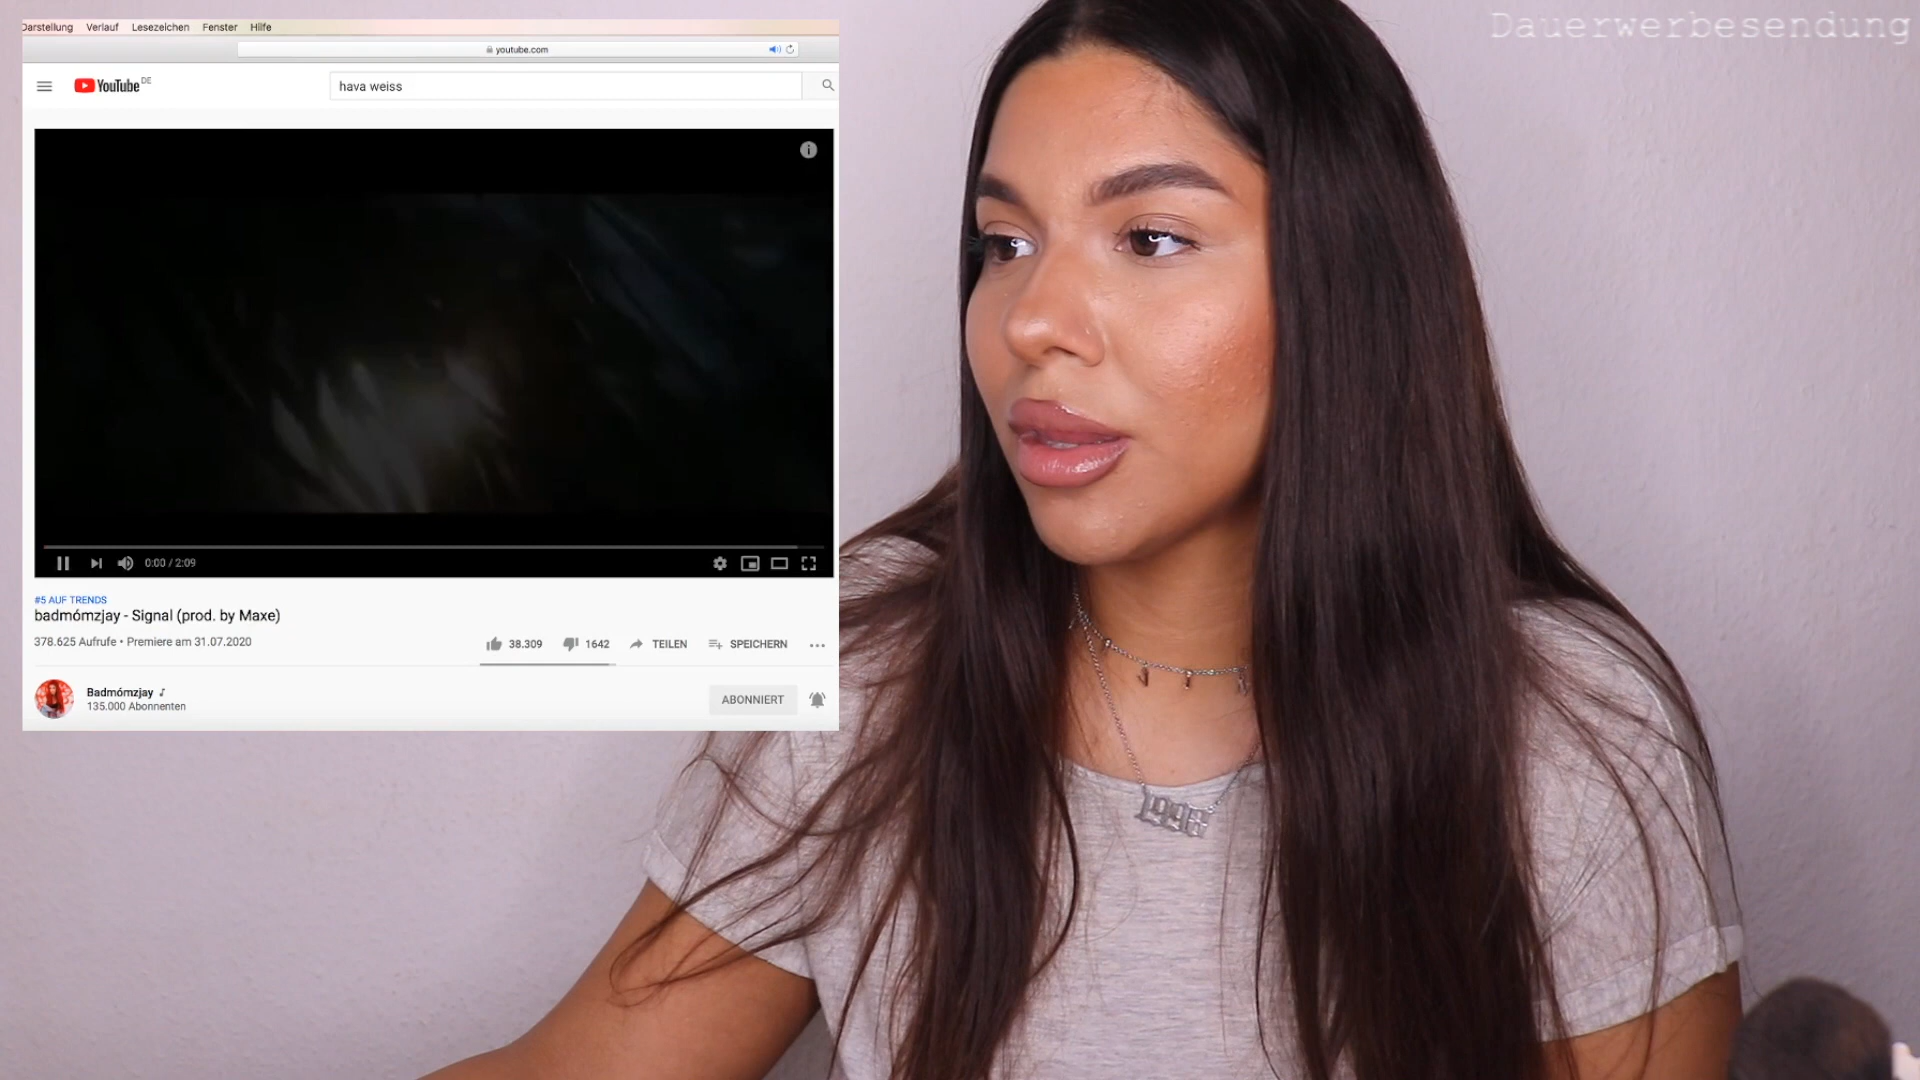 Dauerwerbesendung
Darstellung Verlauf Lesezeichen Fenster Hilfe
youtube.com
YouTube DE
hava weiss
0:00 / 2:09
#5 AUF TRENDS
badmómzjay - Signal (prod. by Maxe)
378.625 Aufrufe • Premiere am 31.07.2020
38.309 1642 TEILEN SPEICHERN
Badmómzjay
135.000 Abonnenten
ABONNIERT
1998